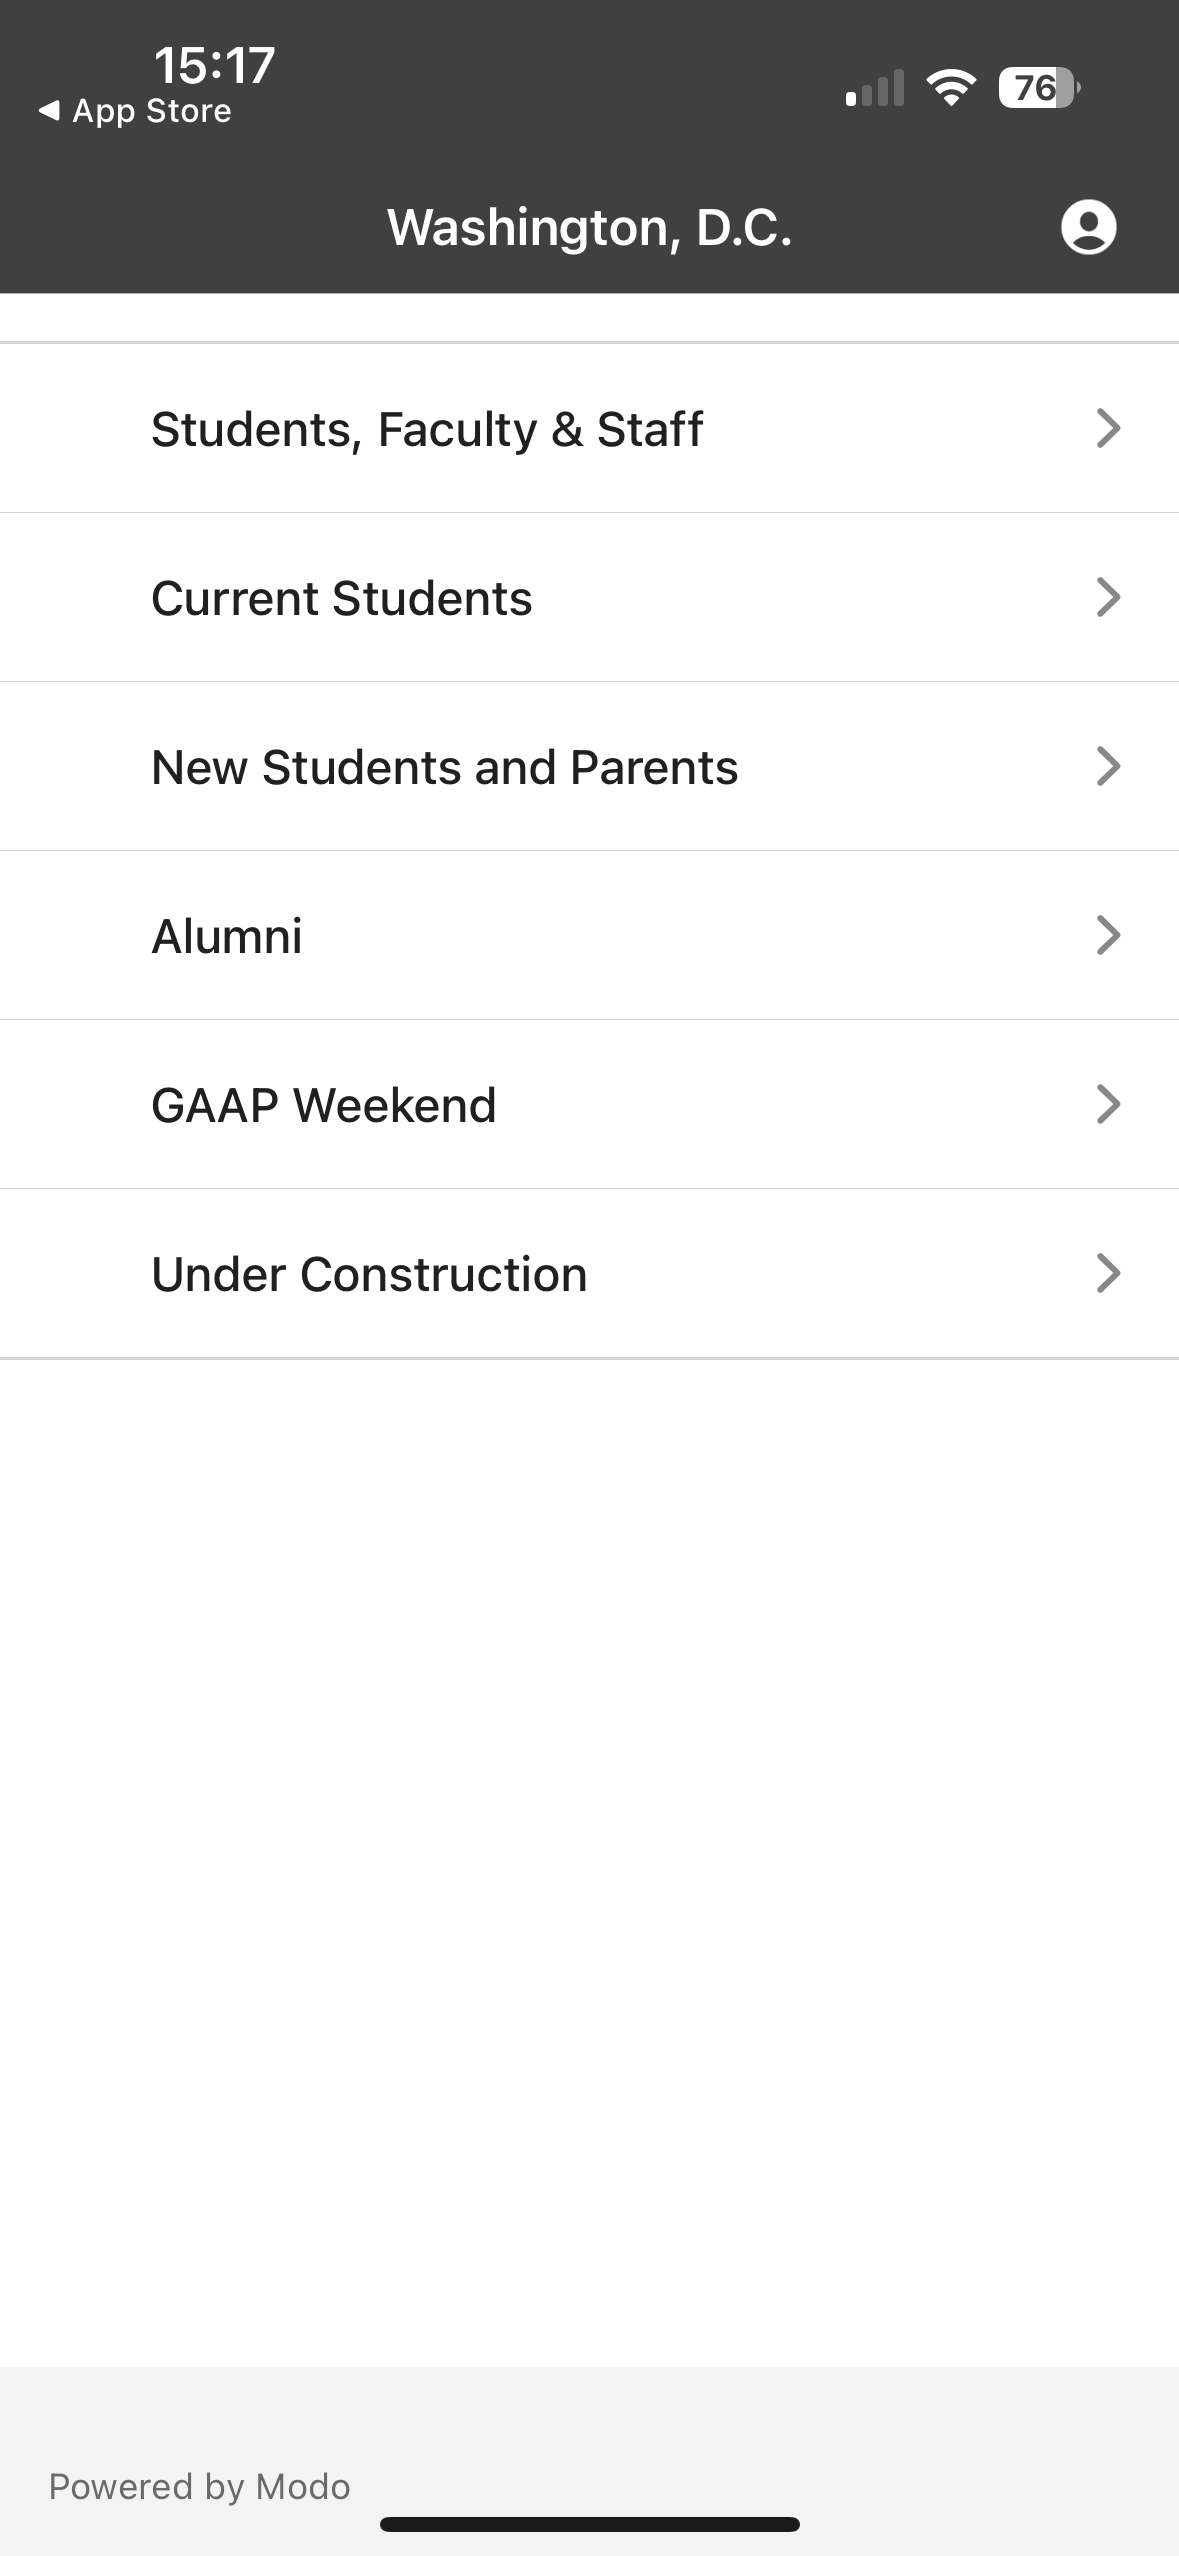 15:17
App Store
76
Washington, D.C.
Students, Faculty & Staff
Current Students
New Students and Parents
Alumni
GAAP Weekend
Under Construction
Powered by Modo